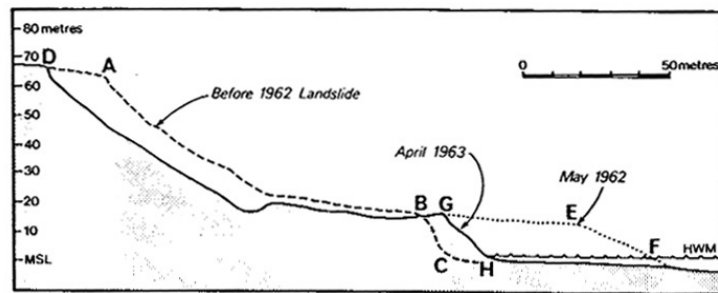 80 metres
D
A
70
0 50 metres
60
50
Before 1962 Landslide
40
April 1963
May 1962
30
20
B G E
10
F
HWM
MSL
C H